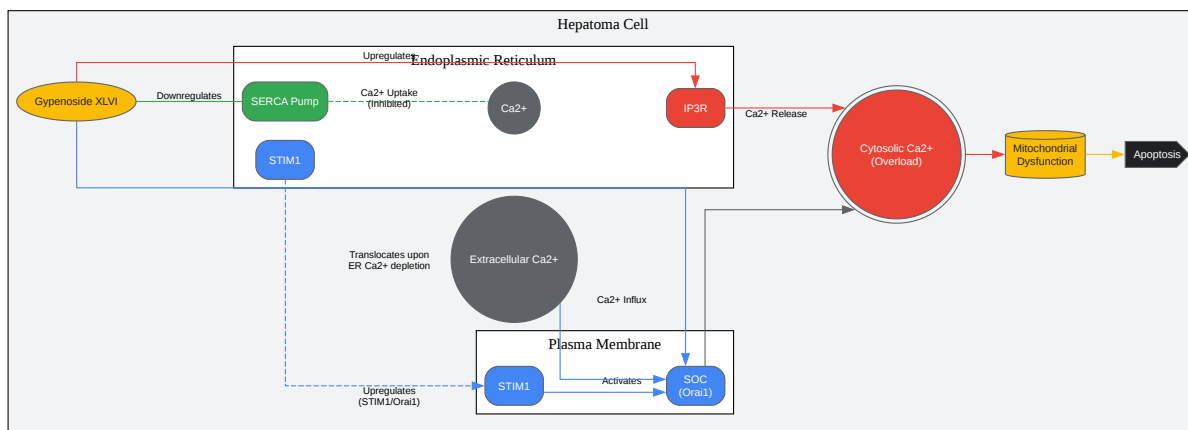 Hepatoma Cell
Endoplasmic Reticulum
Upregulates
Gypenoside XLVI
Downregulates
SERCA Pump
Ca2+ Uptake
(Inhibited)
Ca2+
IP3R
Ca2+ Release
STIM1
Cytosolic Ca2+
(Overload)
Mitochondrial
Dysfunction
Apoptosis
Translocates upon
ER Ca2+ depletion
Extracellular Ca2+
Ca2+ Influx
Plasma Membrane
STIM1
Activates
SOC
(Orai1)
Upregulates
(STIM1/Orai1)